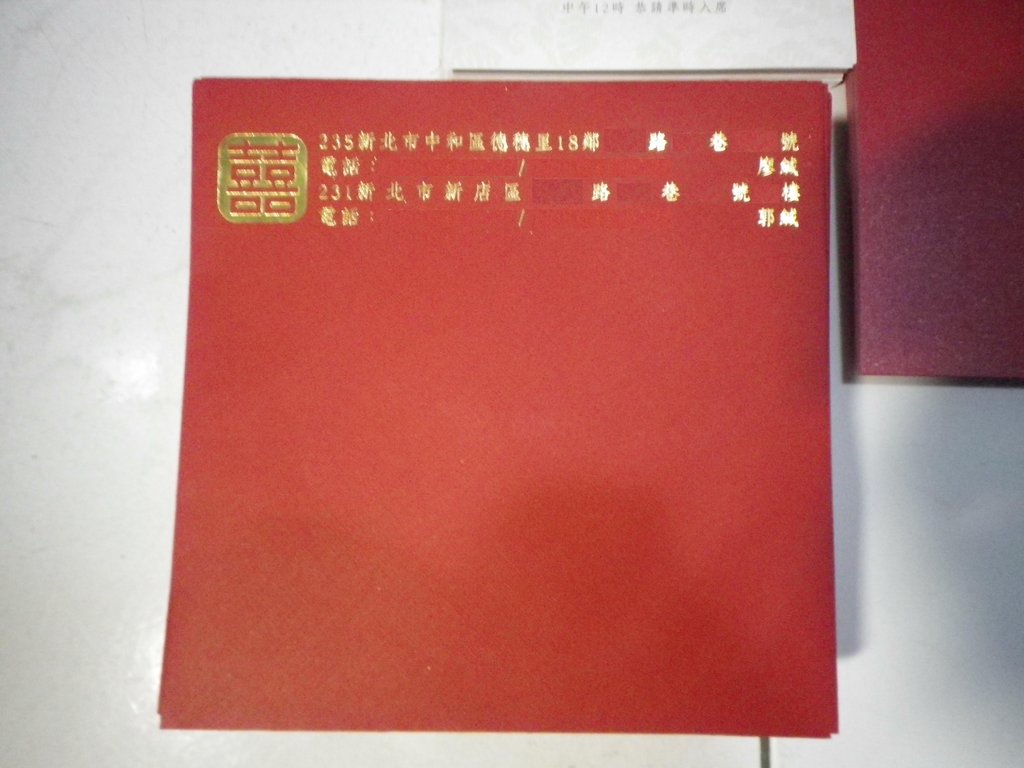 中午12時 恭請準時入席
囍
235新北市中和區德穗里18鄰 路 巷 號
電話： / 廖緘
231新北市新店區 路 巷 號 樓
電話： / 郭緘